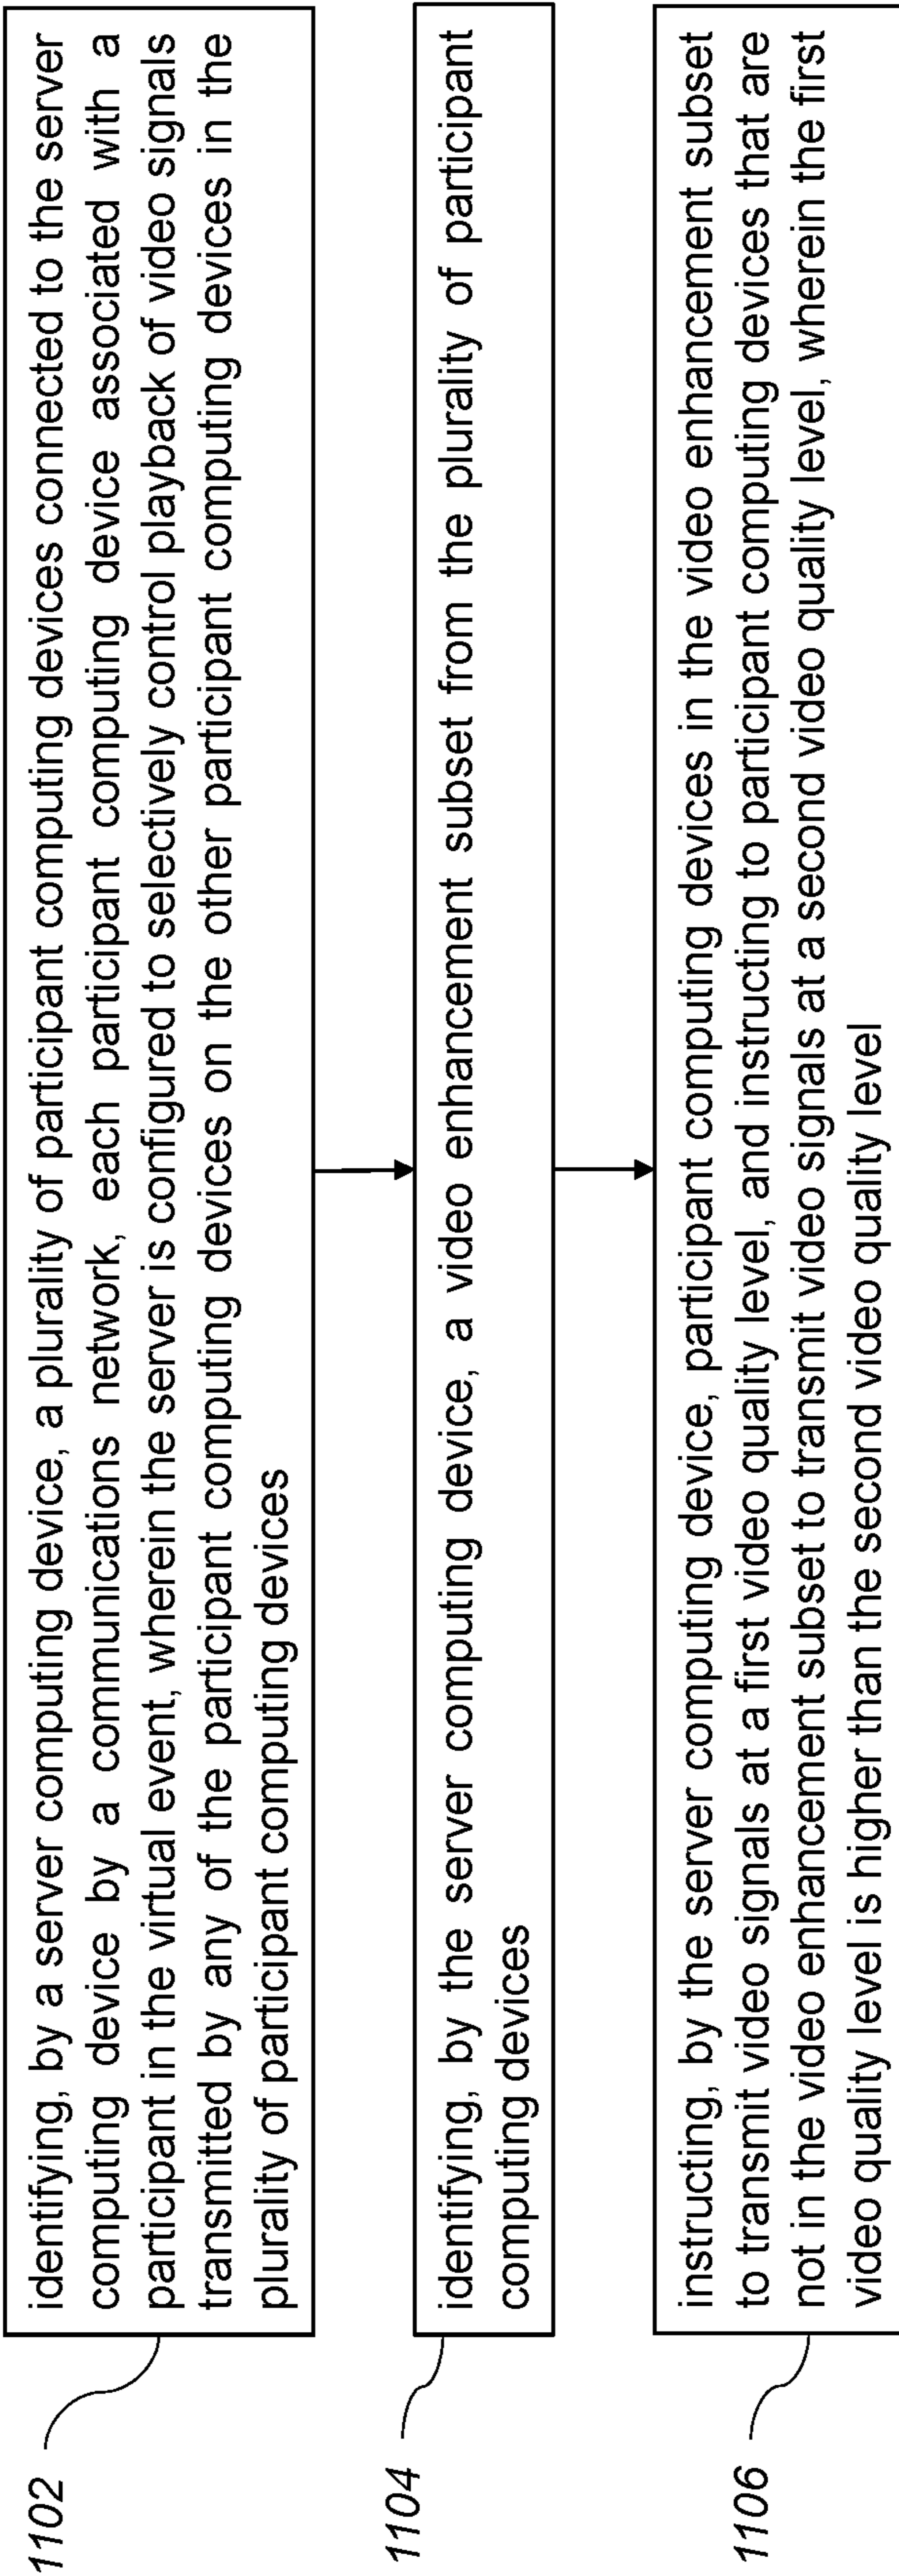 1102
identifying, by a server computing device, a plurality of participant computing devices connected to the server
computing device by a communications network, each participant computing device associated with a
participant in the virtual event, wherein the server is configured to selectively control playback of video signals
transmitted by any of the participant computing devices on the other participant computing devices in the
plurality of participant computing devices
1104
identifying, by the server computing device, a video enhancement subset from the plurality of participant
computing devices
1106
instructing, by the server computing device, participant computing devices in the video enhancement subset
to transmit video signals at a first video quality level, and instructing to participant computing devices that are
not in the video enhancement subset to transmit video signals at a second video quality level, wherein the first
video quality level is higher than the second video quality level